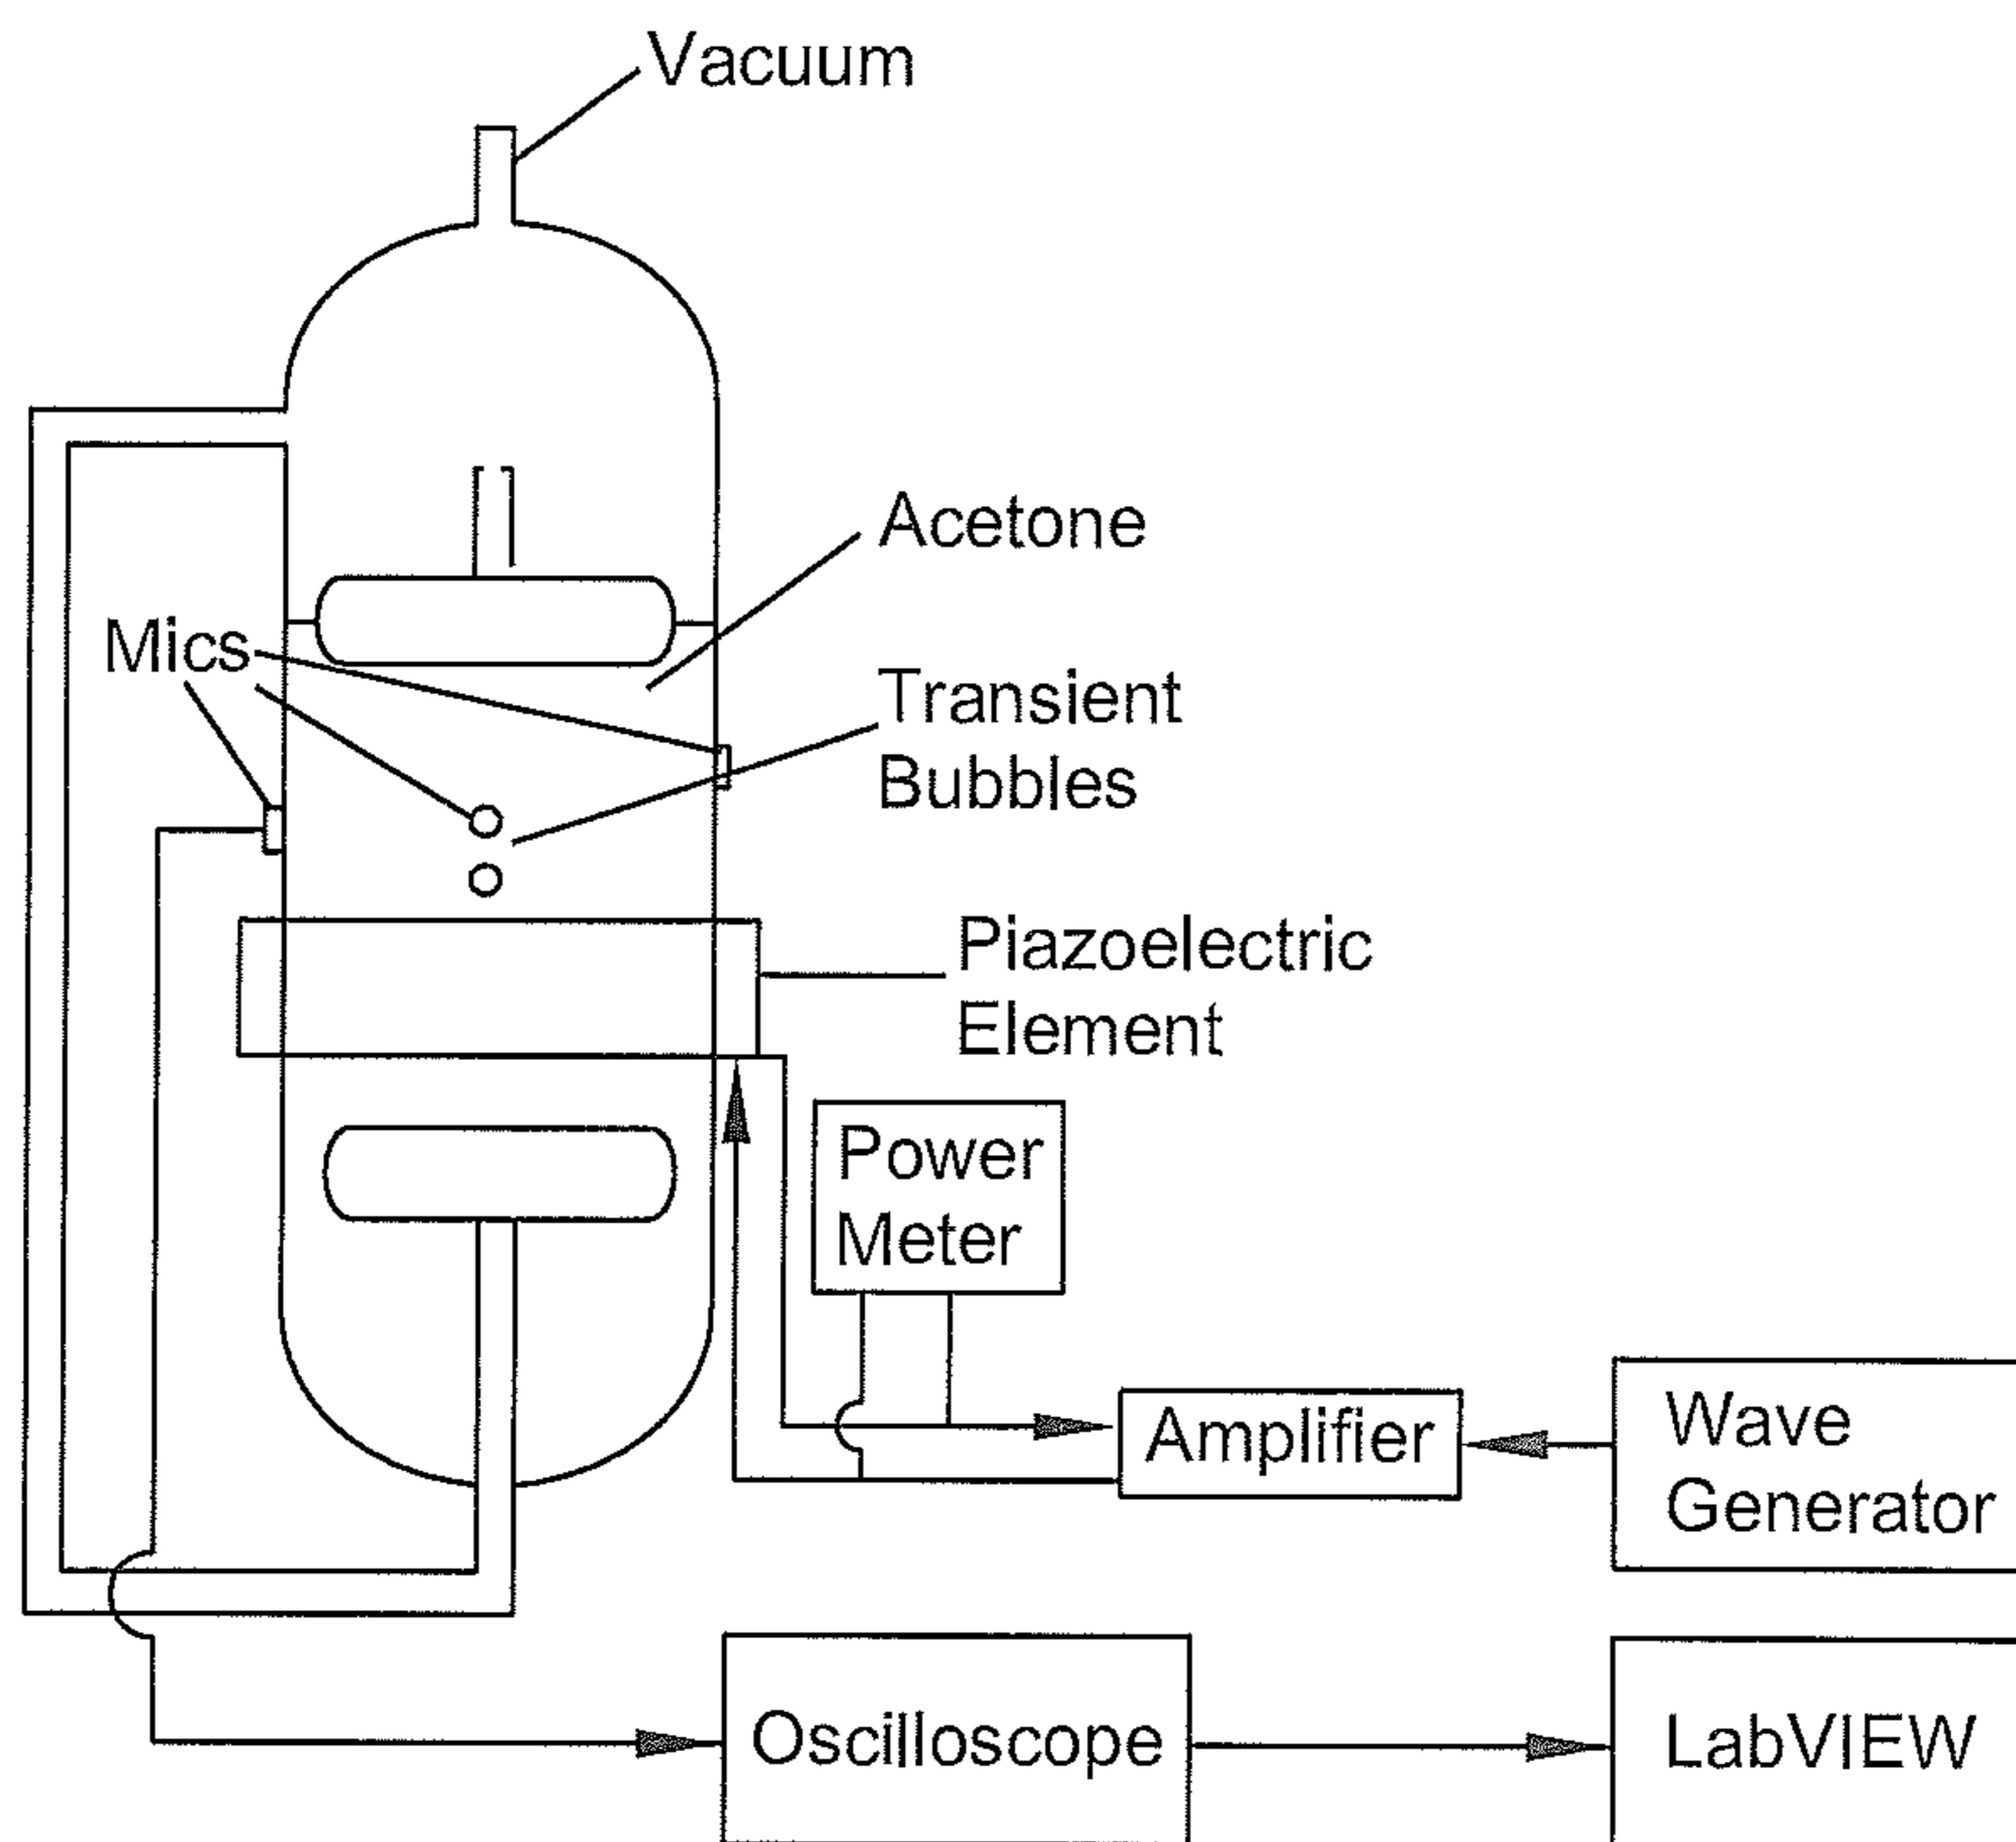 Vacuum
Acetone
Mics
Transient
Bubbles
Piazoelectric
Element
Power
Meter
Amplifier
Wave
Generator
Oscilloscope
LabVIEW